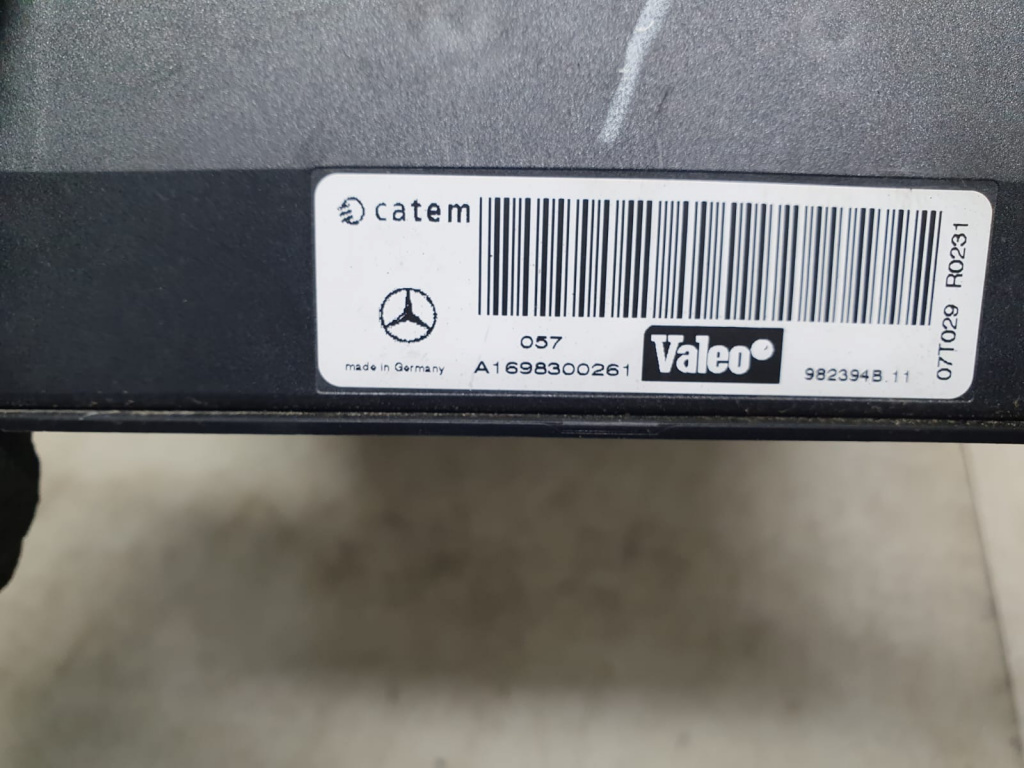 catem
057
made in Germany
A1698300261
Valeo
982394B.11
07T029 R0231